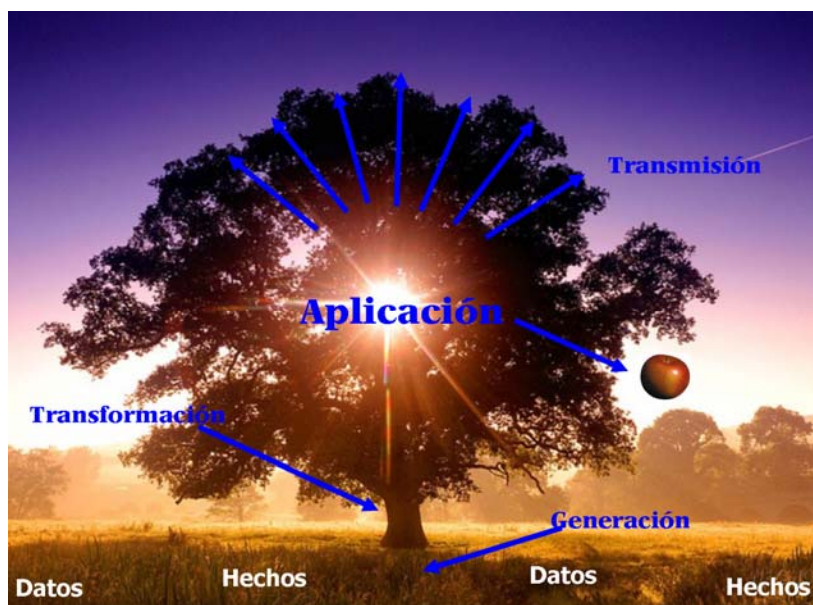 Transmisión
Aplicación
Transformación
Generación
Datos
Hechos
Datos
Hechos